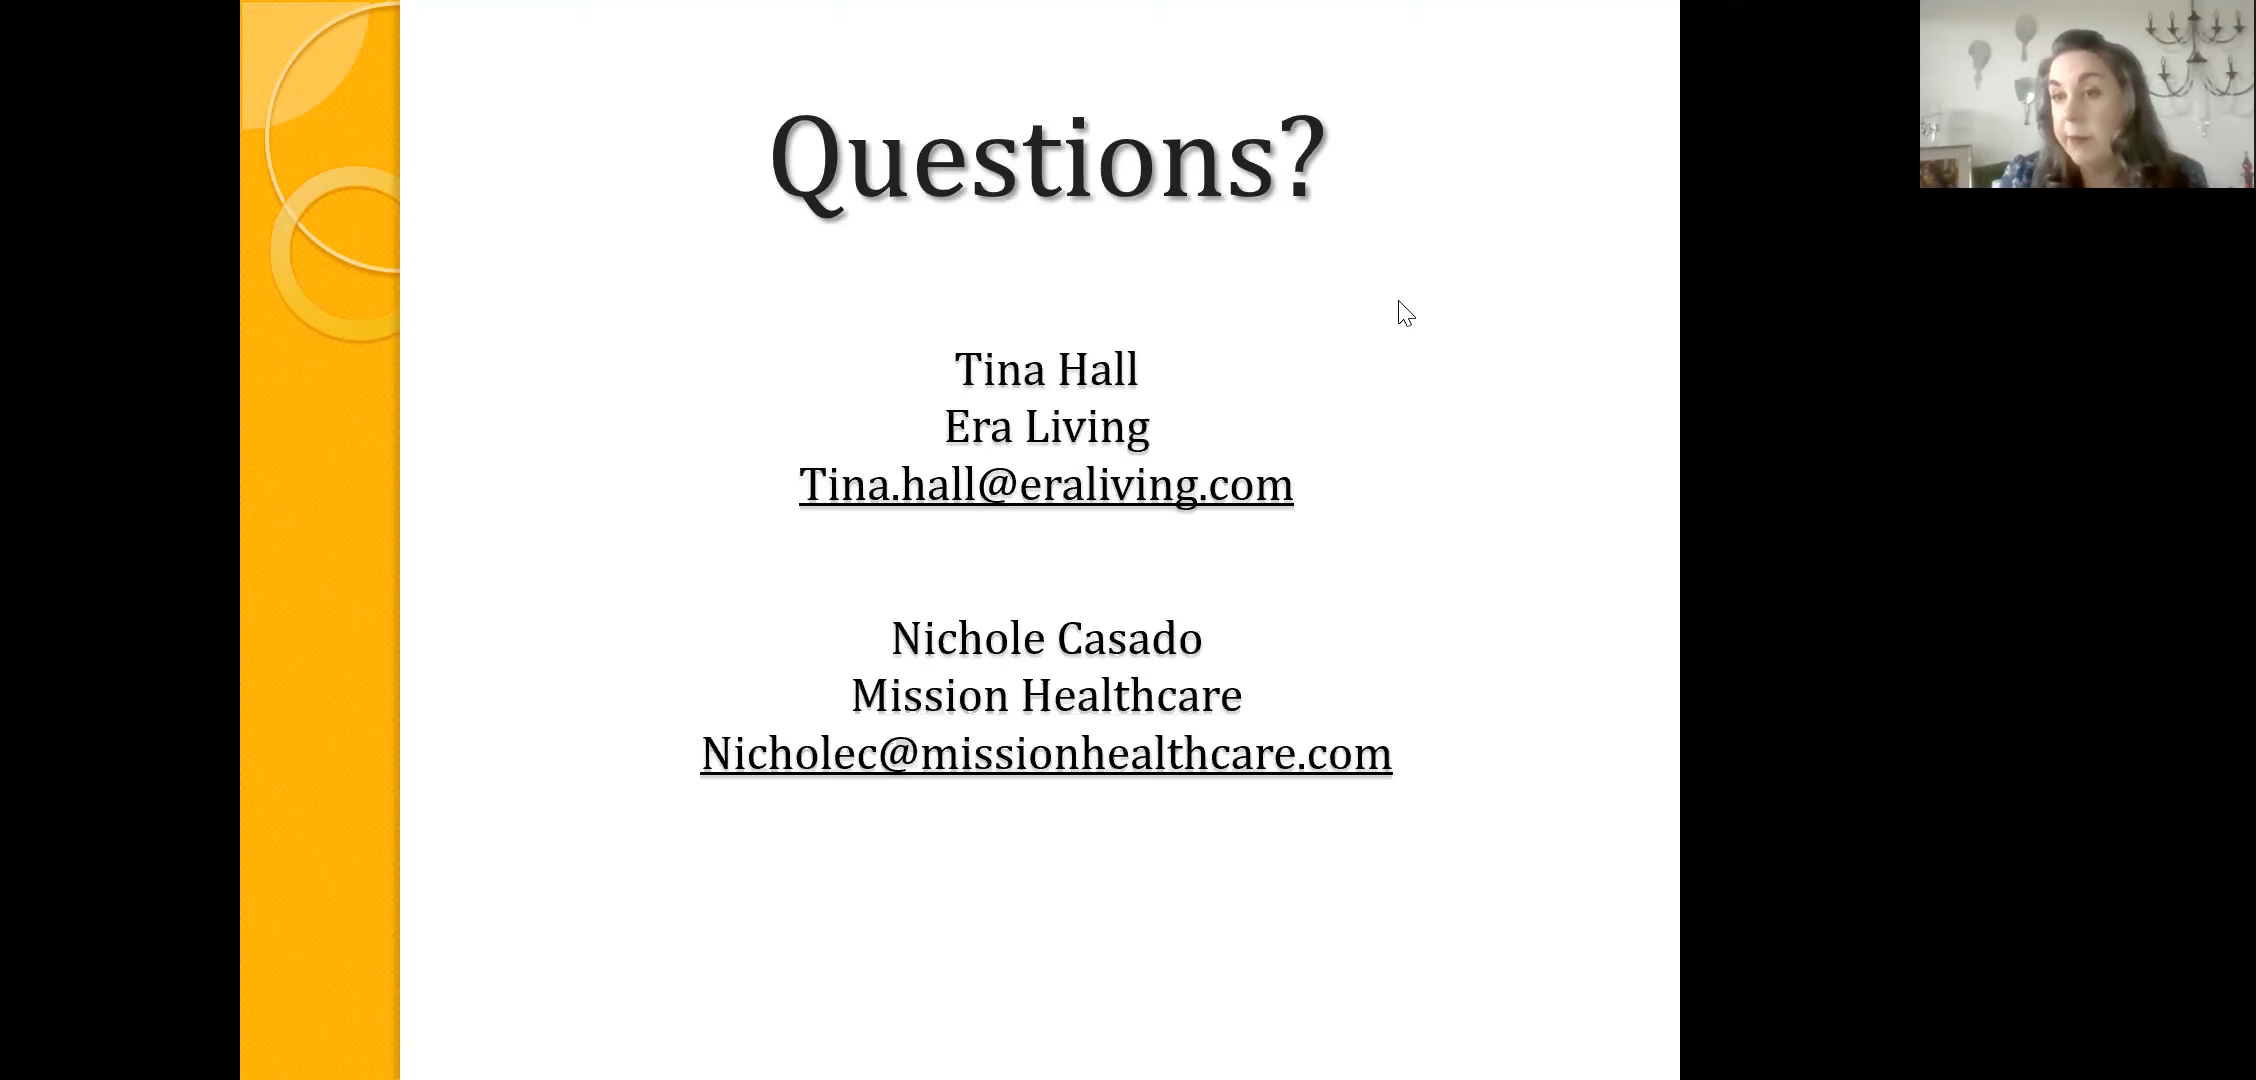 Questions?
Tina Hall
Era Living
Tina.hall@eraliving.com
Nichole Casado
Mission Healthcare
Nicholec@missionhealthcare.com